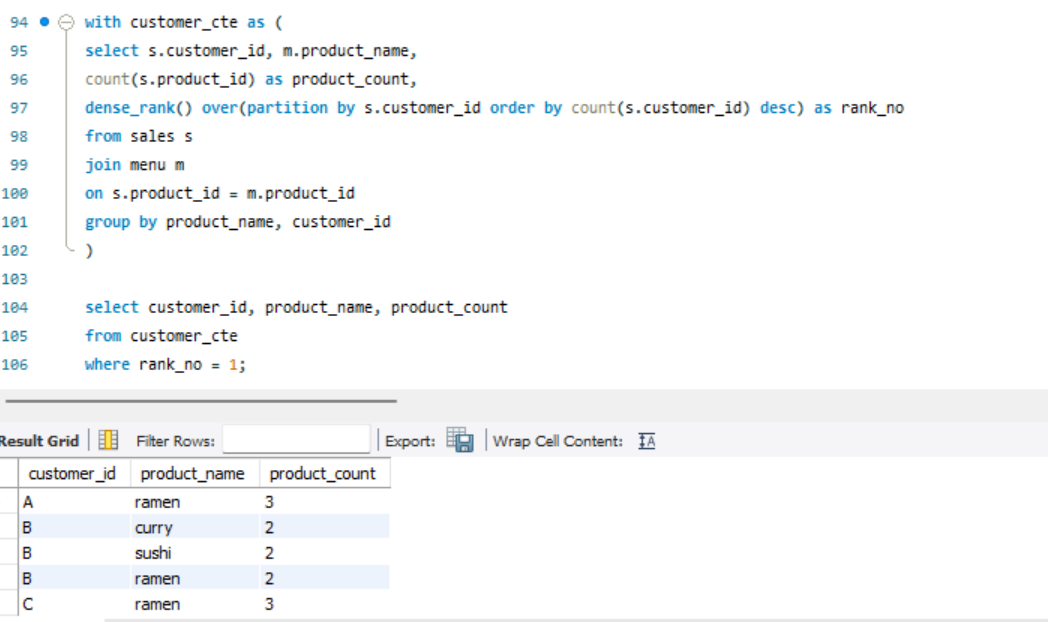 94 with customer_cte as (
95 select s.customer_id, m.product_name,
96 count(s.product_id) as product_count,
97 dense_rank() over(partition by s.customer_id order by count(s.customer_id) desc) as rank_no
98 from sales s
99 join menu m
100 on s.product_id = m.product_id
101 group by product_name, customer_id
102 )
103
104 select customer_id, product_name, product_count
105 from customer_cte
106 where rank_no = 1;
Result Grid Filter Rows: Export: Wrap Cell Content: IA
customer_id product_name product_count
A ramen 3
B curry 2
B sushi 2
B ramen 2
C ramen 3